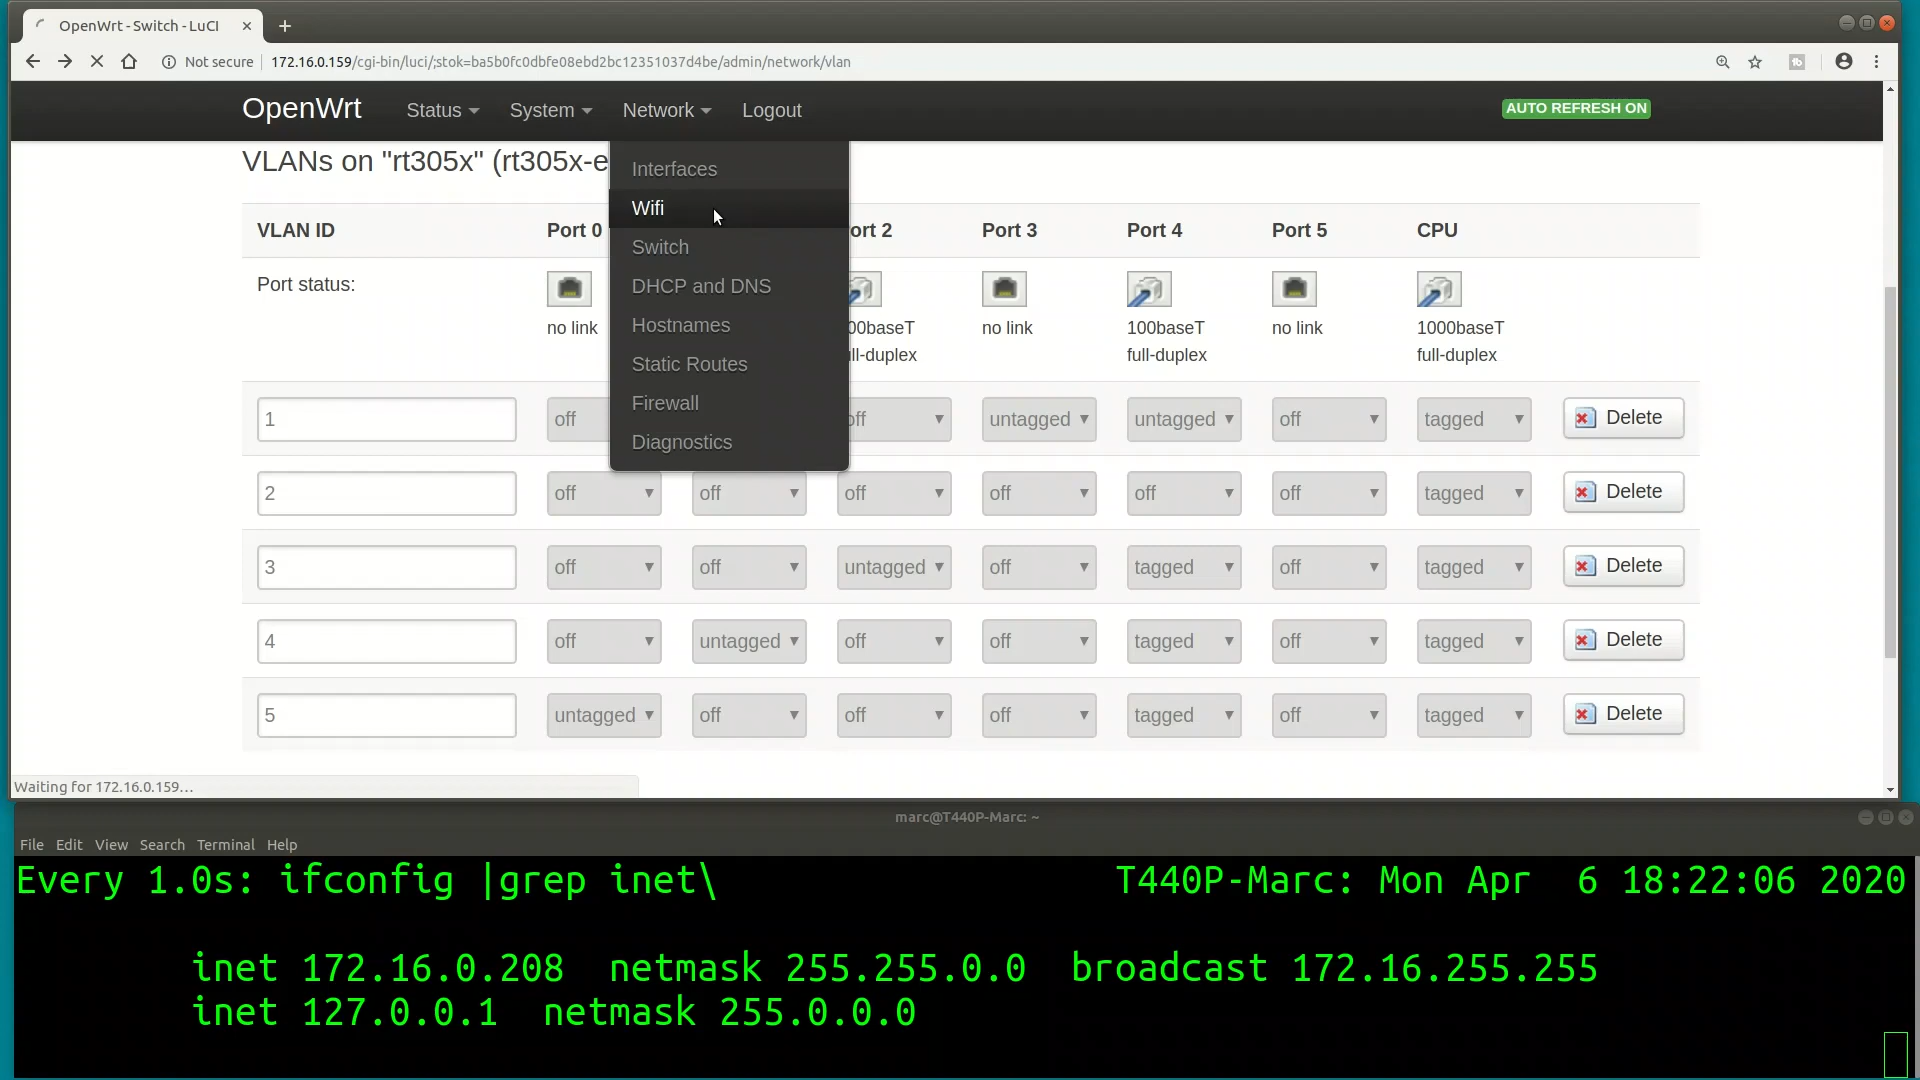 OpenWrt - Switch - LuCI
Not secure 172.16.0.159/cgi-bin/luci/;stok=ba5b0fc0dbfe08ebd2bc12351037d4be/admin/network/vlan
OpenWrt Status System Network Logout AUTO REFRESH ON
VLANs on "rt305x" (rt305x-e
Interfaces
Wifi
Switch
DHCP and DNS
Hostnames
Static Routes
Firewall
Diagnostics
VLAN ID Port 0 ort 2 Port 3 Port 4 Port 5 CPU
Port status:
no link 00baseT no link 100baseT no link 1000baseT
ll-duplex full-duplex full-duplex
1 off off untagged untagged off tagged Delete
2 off off off off off off tagged Delete
3 off off untagged off tagged off tagged Delete
4 off untagged off off tagged off tagged Delete
5 untagged off off off tagged off tagged Delete
Waiting for 172.16.0.159...
marc@T440P-Marc: ~
File Edit View Search Terminal Help
Every 1.0s: ifconfig |grep inet\ T440P-Marc: Mon Apr 6 18:22:06 2020
inet 172.16.0.208 netmask 255.255.0.0 broadcast 172.16.255.255
inet 127.0.0.1 netmask 255.0.0.0